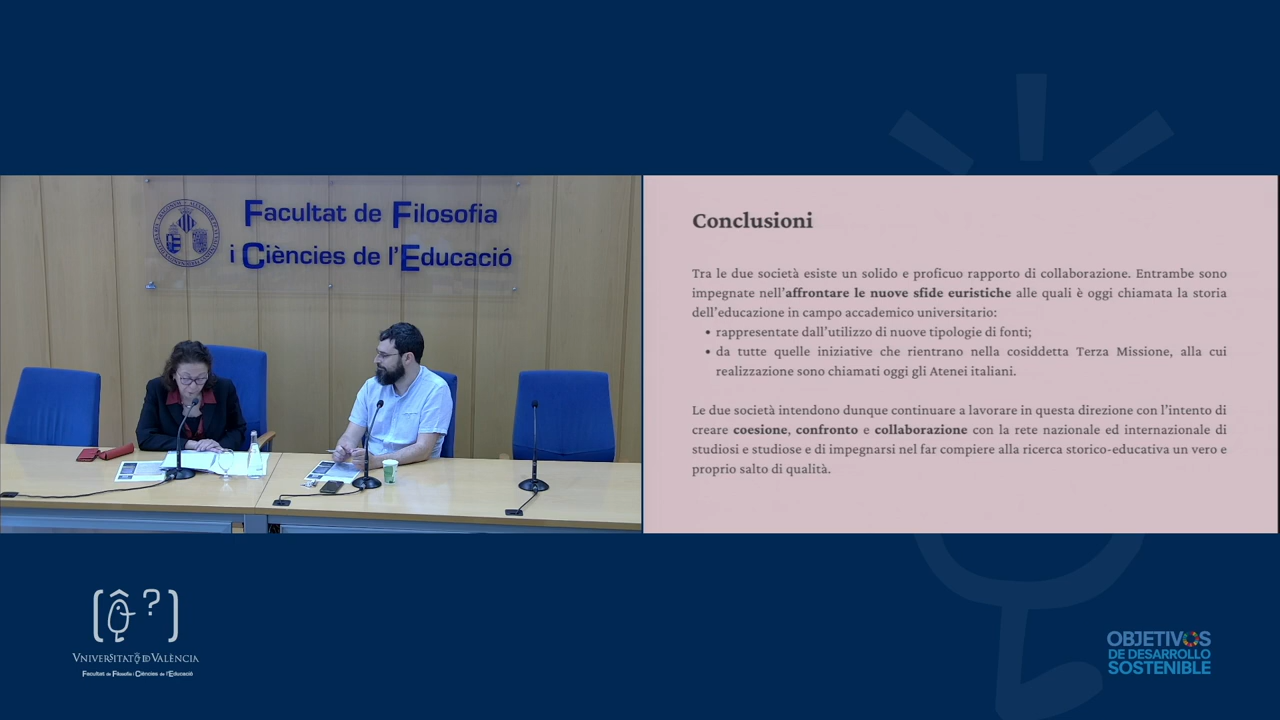 Facultat de Filosofia
i Ciències de l'Educació
Conclusioni
Tra le due società esiste un solido e proficuo rapporto di collaborazione. Entrambe sono
impegnate nell'affrontare le nuove sfide euristiche alle quali è oggi chiamata la storia
dell'educazione in campo accademico universitario:
• rappresentate dall'utilizzo di nuove tipologie di fonti;
• da tutte quelle iniziative che rientrano nella cosiddetta Terza Missione, alla cui
realizzazione sono chiamati oggi gli Atenei italiani.
Le due società intendono dunque continuare a lavorare in questa direzione con l'intento di
creare coesione, confronto e collaborazione con la rete nazionale ed internazionale di
studiosi e studiose e di impegnarsi nel far compiere alla ricerca storico-educativa un vero e
proprio salto di qualità.
[?]
VNIVERSITATQDVALÈNCIA
Facultat de Filosofia i Ciències de l'Educació
OBJETIVOS
DE DESARROLLO
SOSTENIBLE